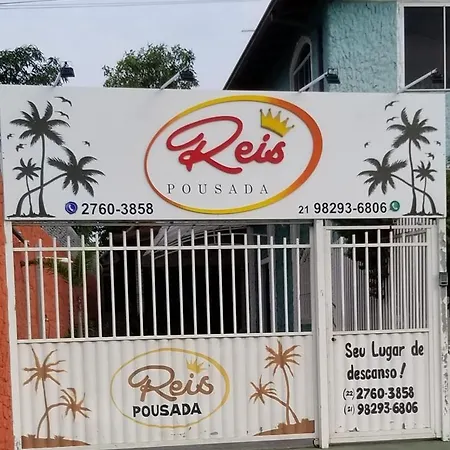 Reis
POUSADA
2760-3858
21 98293-6806
Reis
POUSADA
Seu Lugar de
descanso!
(22) 2760-3858
(21) 98293-6806